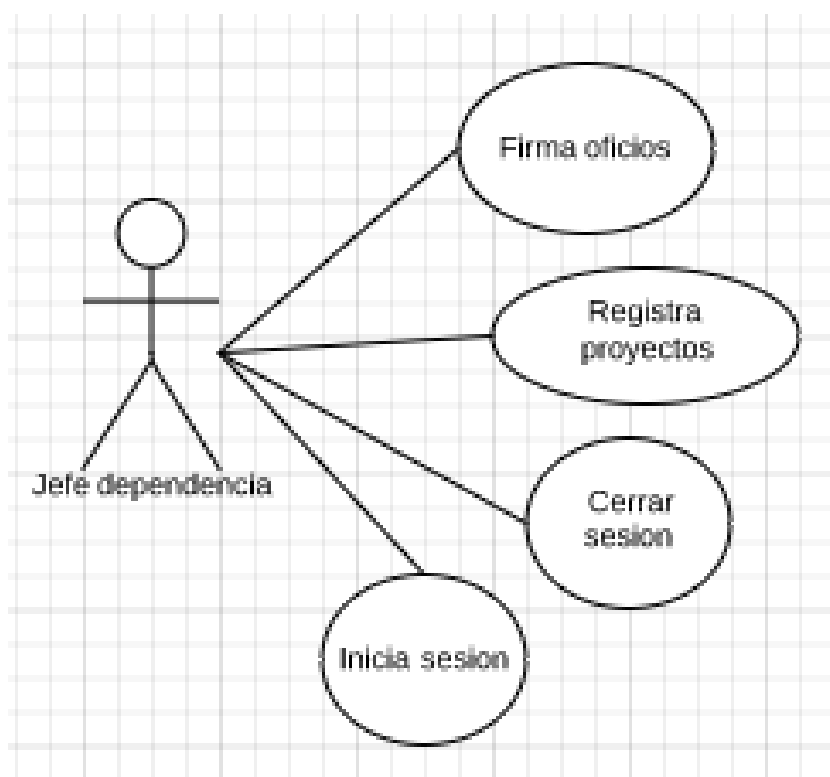 Firma oficios
Registra
proyectos
Jefe dependencia
Cerrar
sesion
Inicia sesion